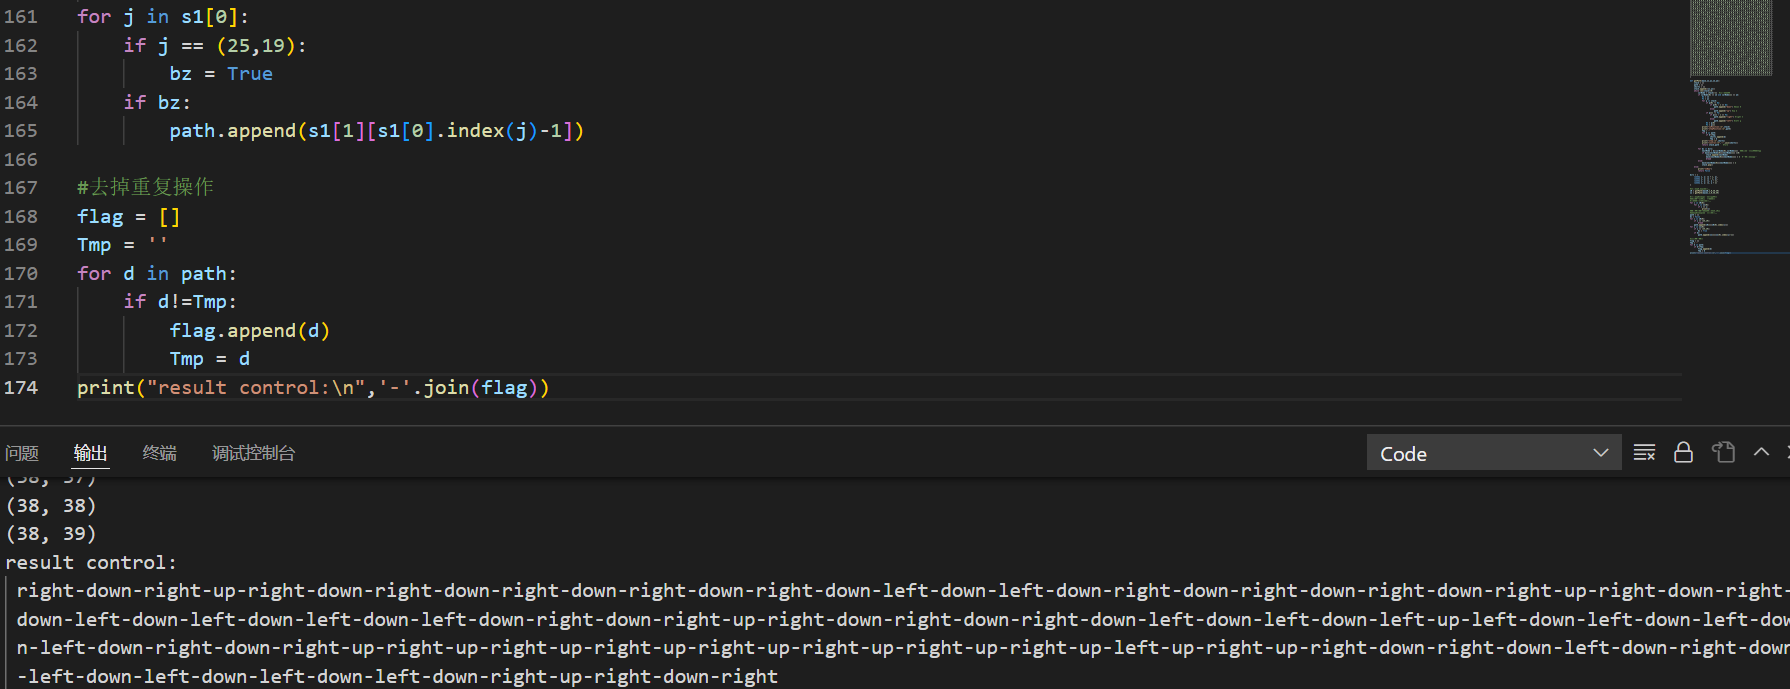 161 for j in s1[0]:
162 if j == (25,19):
163 bz = True
164 if bz:
165 path.append(s1[1][s1[0].index(j)-1])
166
167 #去掉重复操作
168 flag = []
169 Tmp = ''
170 for d in path:
171 if d!=Tmp:
172 flag.append(d)
173 Tmp = d
174 print("result control:\n",'-'.join(flag))
问题 输出 终端 调试控制台 Code
(38, 37)
(38, 38)
(38, 39)
result control:
right-down-right-up-right-down-right-down-right-down-right-down-right-down-left-down-left-down-right-down-right-down-right-down-right-up-right-down-right-
down-left-down-left-down-left-down-left-down-right-down-right-up-right-down-right-down-right-down-left-down-left-down-left-up-left-down-left-down-left-dow
n-left-down-right-down-right-up-right-up-right-up-right-up-right-up-right-up-right-up-right-up-left-up-right-up-right-down-right-down-left-down-right-down
-left-down-left-down-left-down-left-down-right-up-right-down-right